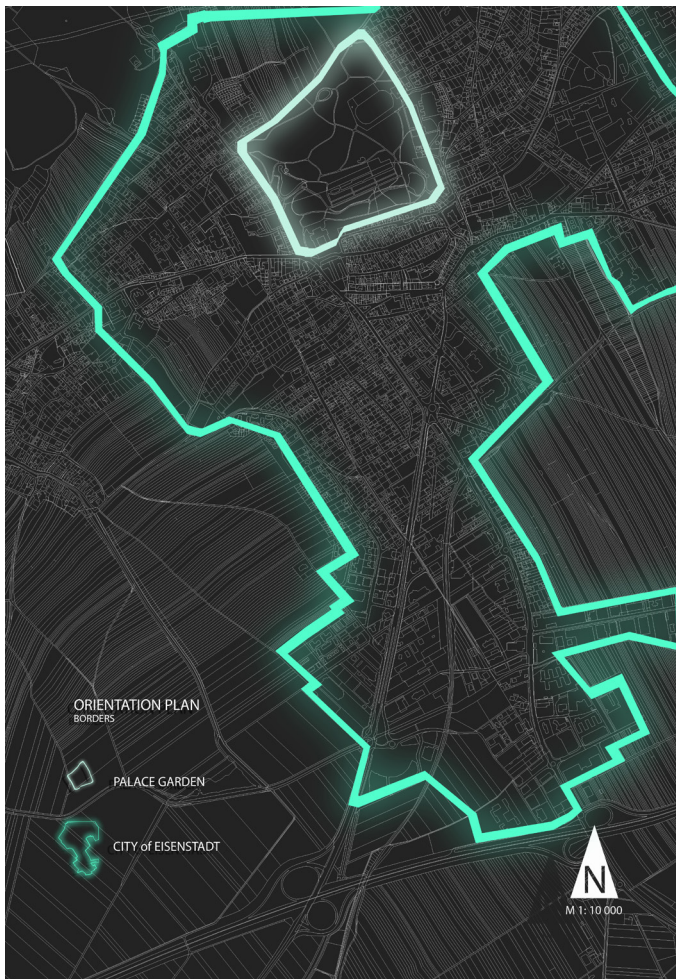 ORIENTATION PLAN
BORDERS
PALACE GARDEN
CITY of EISENSTADT
N
M 1: 10 000